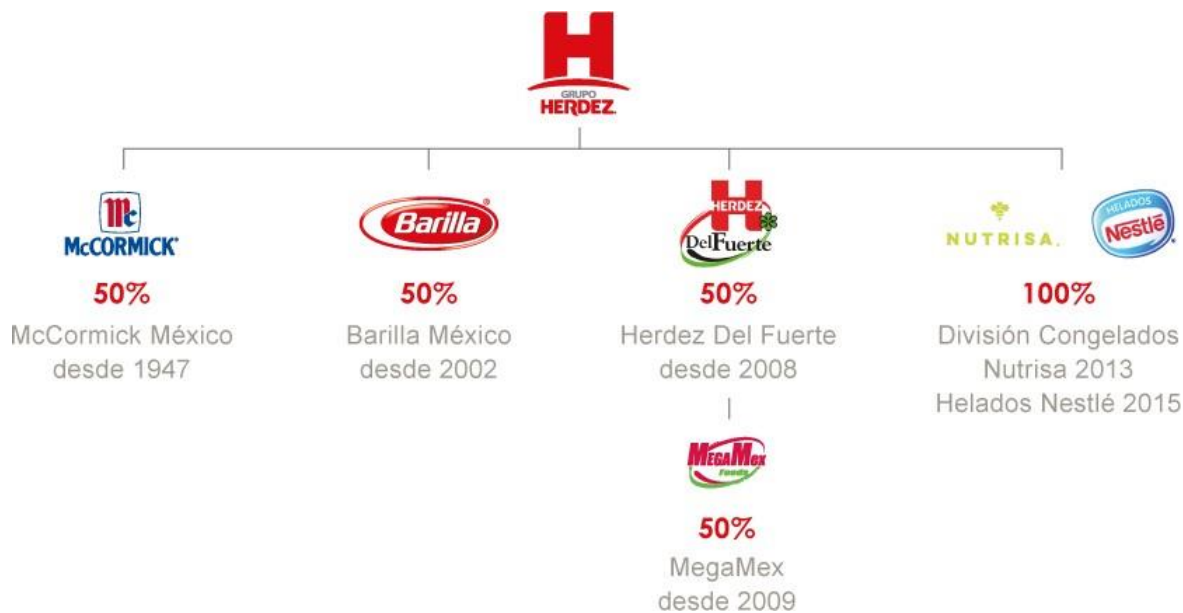 GRUPO
HERDEZ.
Mc
McCORMICK®
50%
McCormick México
desde 1947
Barilla®
50%
Barilla México
desde 2002
HERDEZ
DelFuerte
50%
Herdez Del Fuerte
desde 2008
MEGAMEX
Foods
50%
MegaMex
desde 2009
NUTRISA.
HELADOS
Nestlé®
100%
División Congelados
Nutrisa 2013
Helados Nestlé 2015